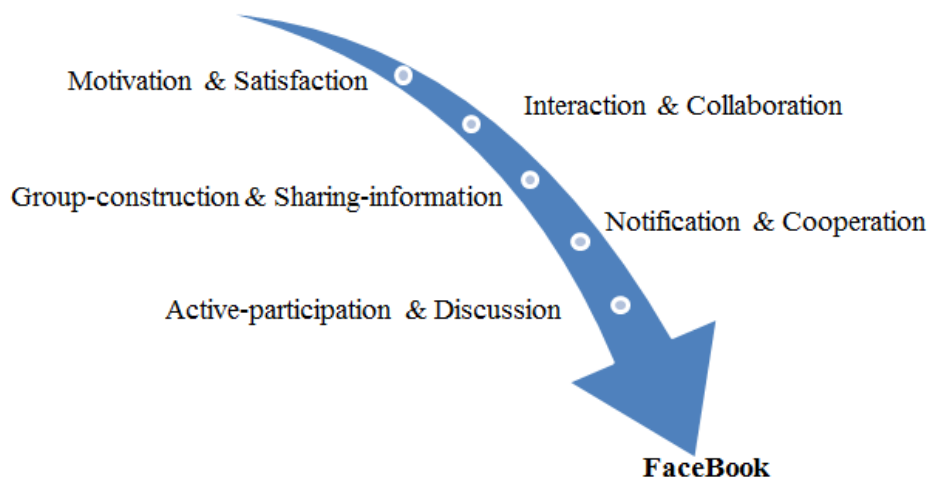 Motivation & Satisfaction
Interaction & Collaboration
Group-construction & Sharing-information
Notification & Cooperation
Active-participation & Discussion
FaceBook